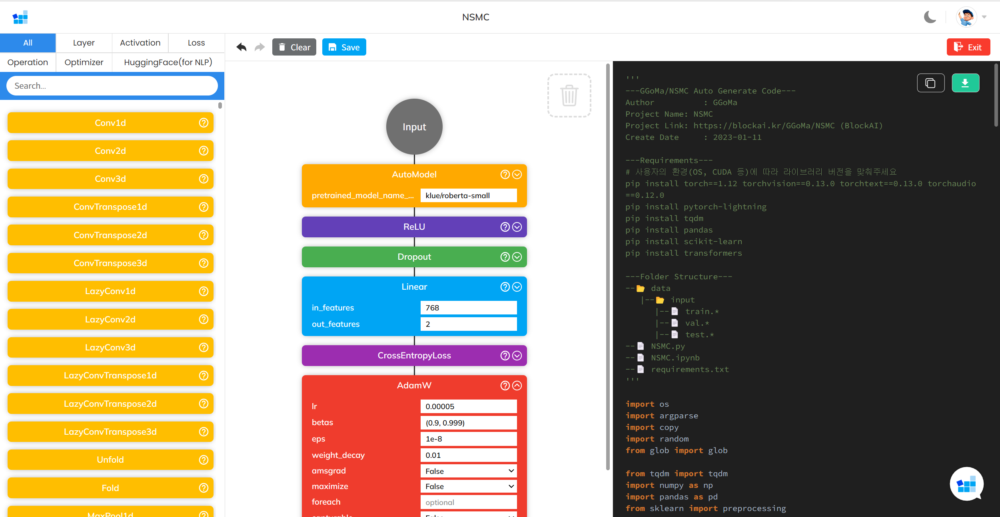 NSMC
All
Layer
Activation
Loss
Operation
Optimizer
HuggingFace(for NLP)
Search...
Conv1d
Conv2d
Conv3d
ConvTranspose1d
ConvTranspose2d
ConvTranspose3d
LazyConv1d
LazyConv2d
LazyConv3d
LazyConvTranspose1d
LazyConvTranspose2d
LazyConvTranspose3d
Unfold
Fold
MaxPool1d
Clear
Save
Exit
Input
AutoModel
pretrained_model_name_... klue/roberta-small
ReLU
Dropout
Linear
in_features 768
out_features 2
CrossEntropyLoss
AdamW
lr 0.00005
betas (0.9, 0.999)
eps 1e-8
weight_decay 0.01
amsgrad False
maximize False
foreach optional
capturable False
'''
---GGoMa/NSMC Auto Generate Code---
Author : GGoMa
Project Name: NSMC
Project Link: https://blockai.kr/GGoMa/NSMC (BlockAI)
Create Date : 2023-01-11
---Requirements---
# 사용자의 환경(OS, CUDA 등)에 따라 라이브러리 버전을 맞춰주세요
pip install torch==1.12 torchvision==0.13.0 torchtext==0.13.0 torchaudio
==0.12.0
pip install pytorch-lightning
pip install tqdm
pip install pandas
pip install scikit-learn
pip install transformers
---Folder Structure---
--📂 data
|--📂 input
|--📄 train.*
|--📄 val.*
|--📄 test.*
--📄 NSMC.py
--📄 NSMC.ipynb
--📄 requirements.txt
'''
import os
import argparse
import copy
import random
from glob import glob
from tqdm import tqdm
import numpy as np
import pandas as pd
from sklearn import preprocessing